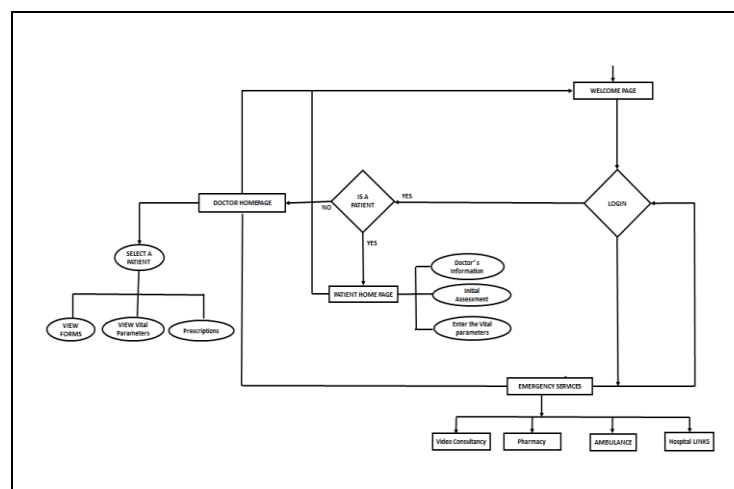 WELCOME PAGE
IS A
PATIENT
YES
NO
YES
LOGIN
DOCTOR HOMEPAGE
SELECT A
PATIENT
VIEW
FORMS
VIEW Vital
Parameters
Prescriptions
PATIENT HOME PAGE
Doctor's
Information
Initial
Assessment
Enter the Vital
parameters
EMERGENCY SERVICES
Video Consultancy
Pharmacy
AMBULANCE
Hospital LINKS